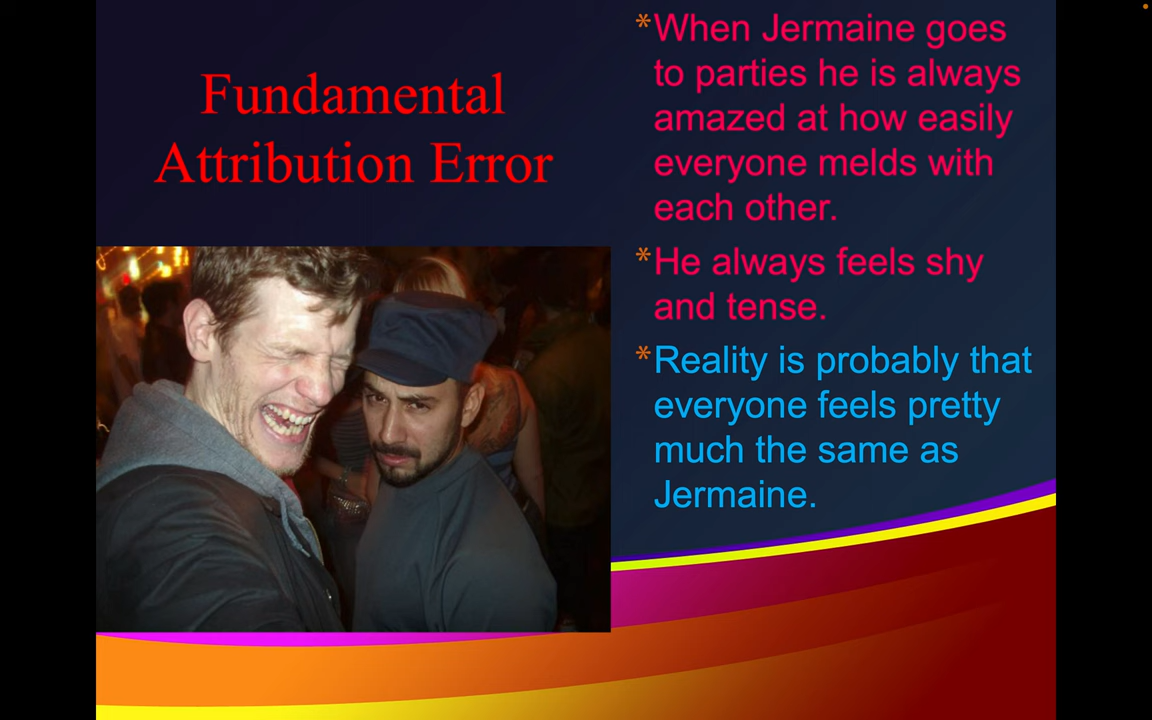 Fundamental
Attribution Error
*When Jermaine goes
to parties he is always
amazed at how easily
everyone melds with
each other.
*He always feels shy
and tense.
*Reality is probably that
everyone feels pretty
much the same as
Jermaine.